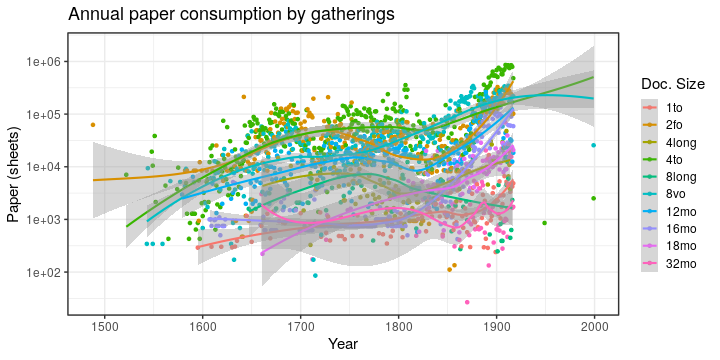 Annual paper consumption by gatherings
Paper (sheets)
1e+06
1e+05
1e+04
1e+03
1e+02
1500 1600 1700 1800 1900 2000
Year
Doc. Size
1to
2fo
4long
4to
8long
8vo
12mo
16mo
18mo
32mo